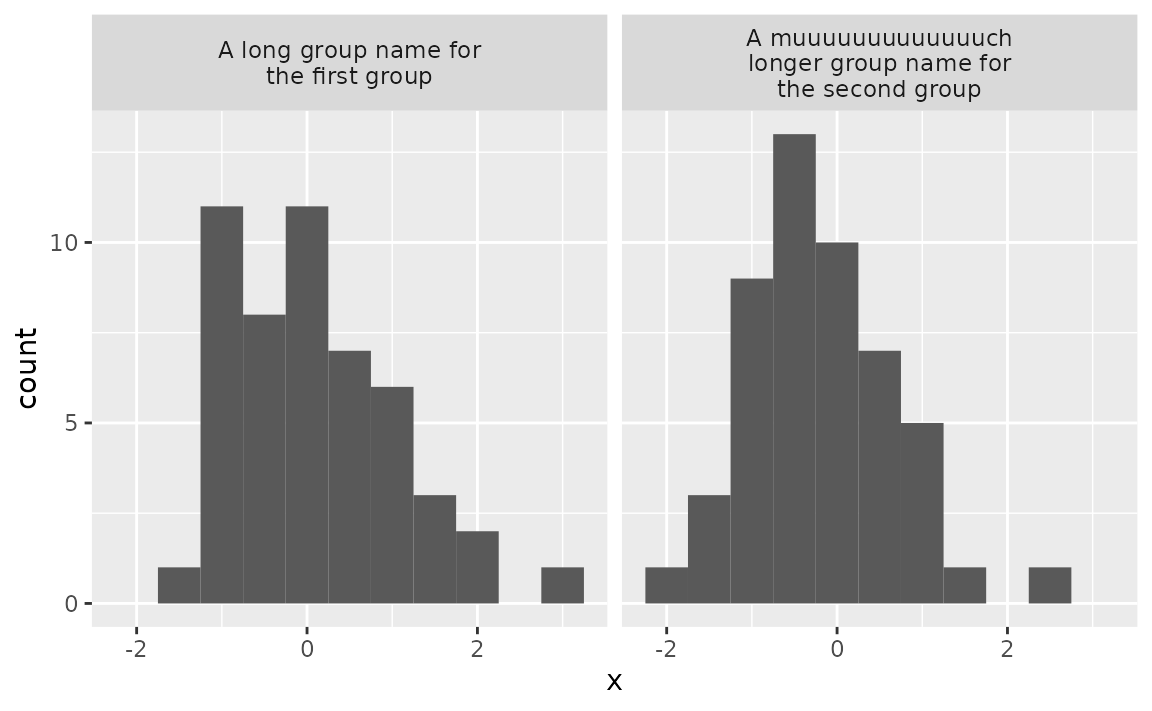 A long group name for
the first group
A muuuuuuuuuuuuuch
longer group name for
the second group
10
5
0
count
-2
0
2
-2
0
2
x